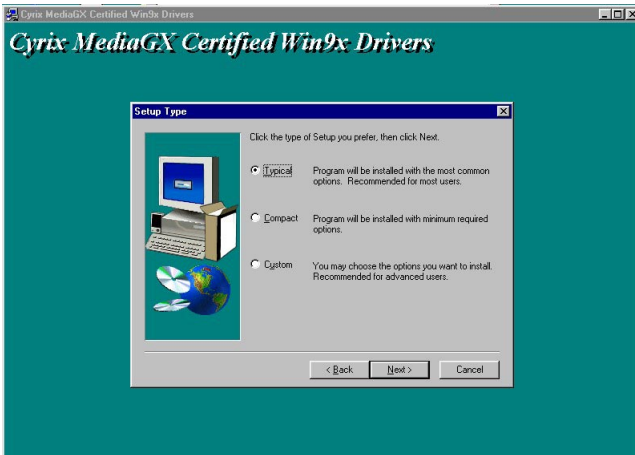 Cyrix MediaGX Certified Win9x Drivers
Cyrix MediaGX Certified Win9x Drivers
Setup Type
Click the type of Setup you prefer, then click Next.
Typical
Program will be installed with the most common
options. Recommended for most users.
Compact
Program will be installed with minimum required
options.
Custom
You may choose the options you want to install.
Recommended for advanced users.
< Back
Next >
Cancel